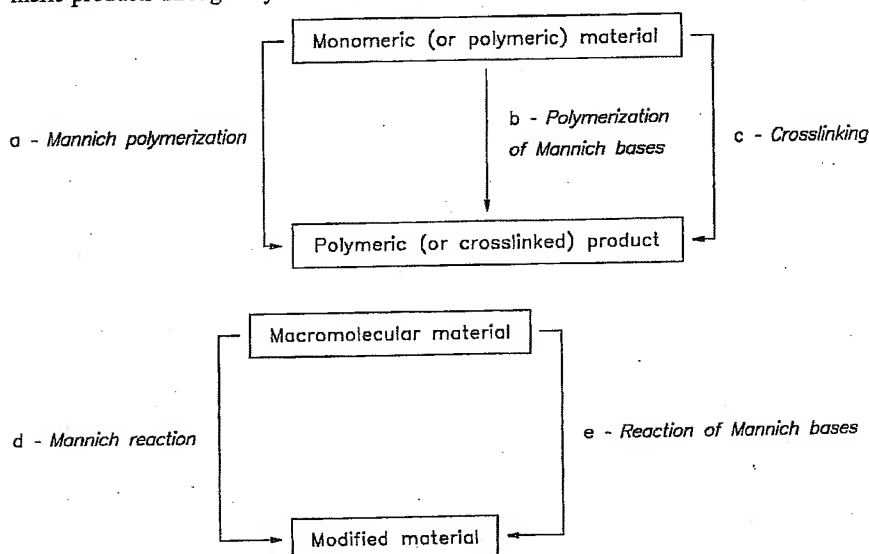 Monomeric (or polymeric) material
a - Mannich polymerization
b - Polymerization
of Mannich bases
c - Crosslinking
Polymeric (or crosslinked) product
Macromolecular material
d - Mannich reaction
e - Reaction of Mannich bases
Modified material